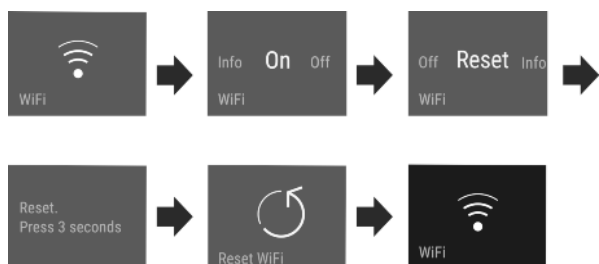 WiFi
Info On Off
WiFi
Off Reset Info
WiFi
Reset.
Press 3 seconds
Reset WiFi
WiFi